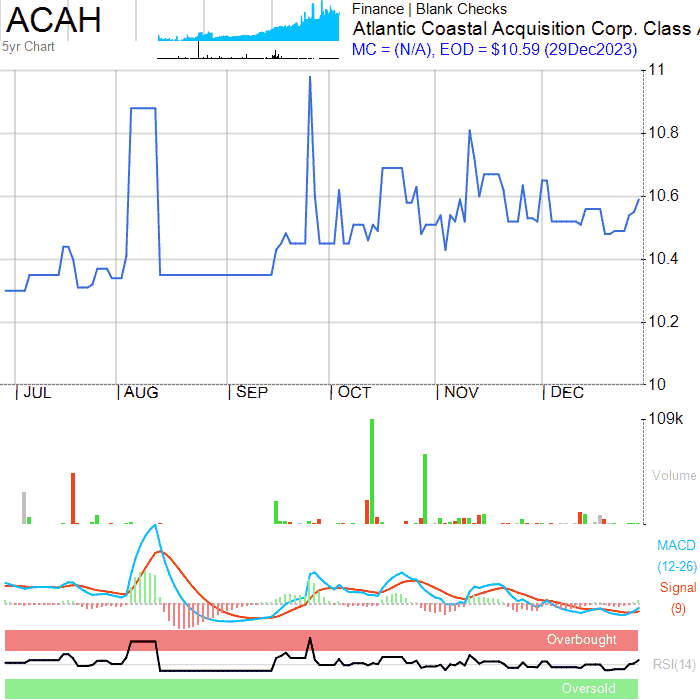 ACAH
5yr Chart
Finance | Blank Checks
Atlantic Coastal Acquisition Corp. Class
MC = (N/A), EOD = $10.59 (29Dec2023)
11
10.8
10.6
10.4
10.2
10
JUL
AUG
SEP
OCT
NOV
DEC
109k
Volume
MACD
(12-26)
Signal
(9)
Overbought
RSI(14)
Oversold